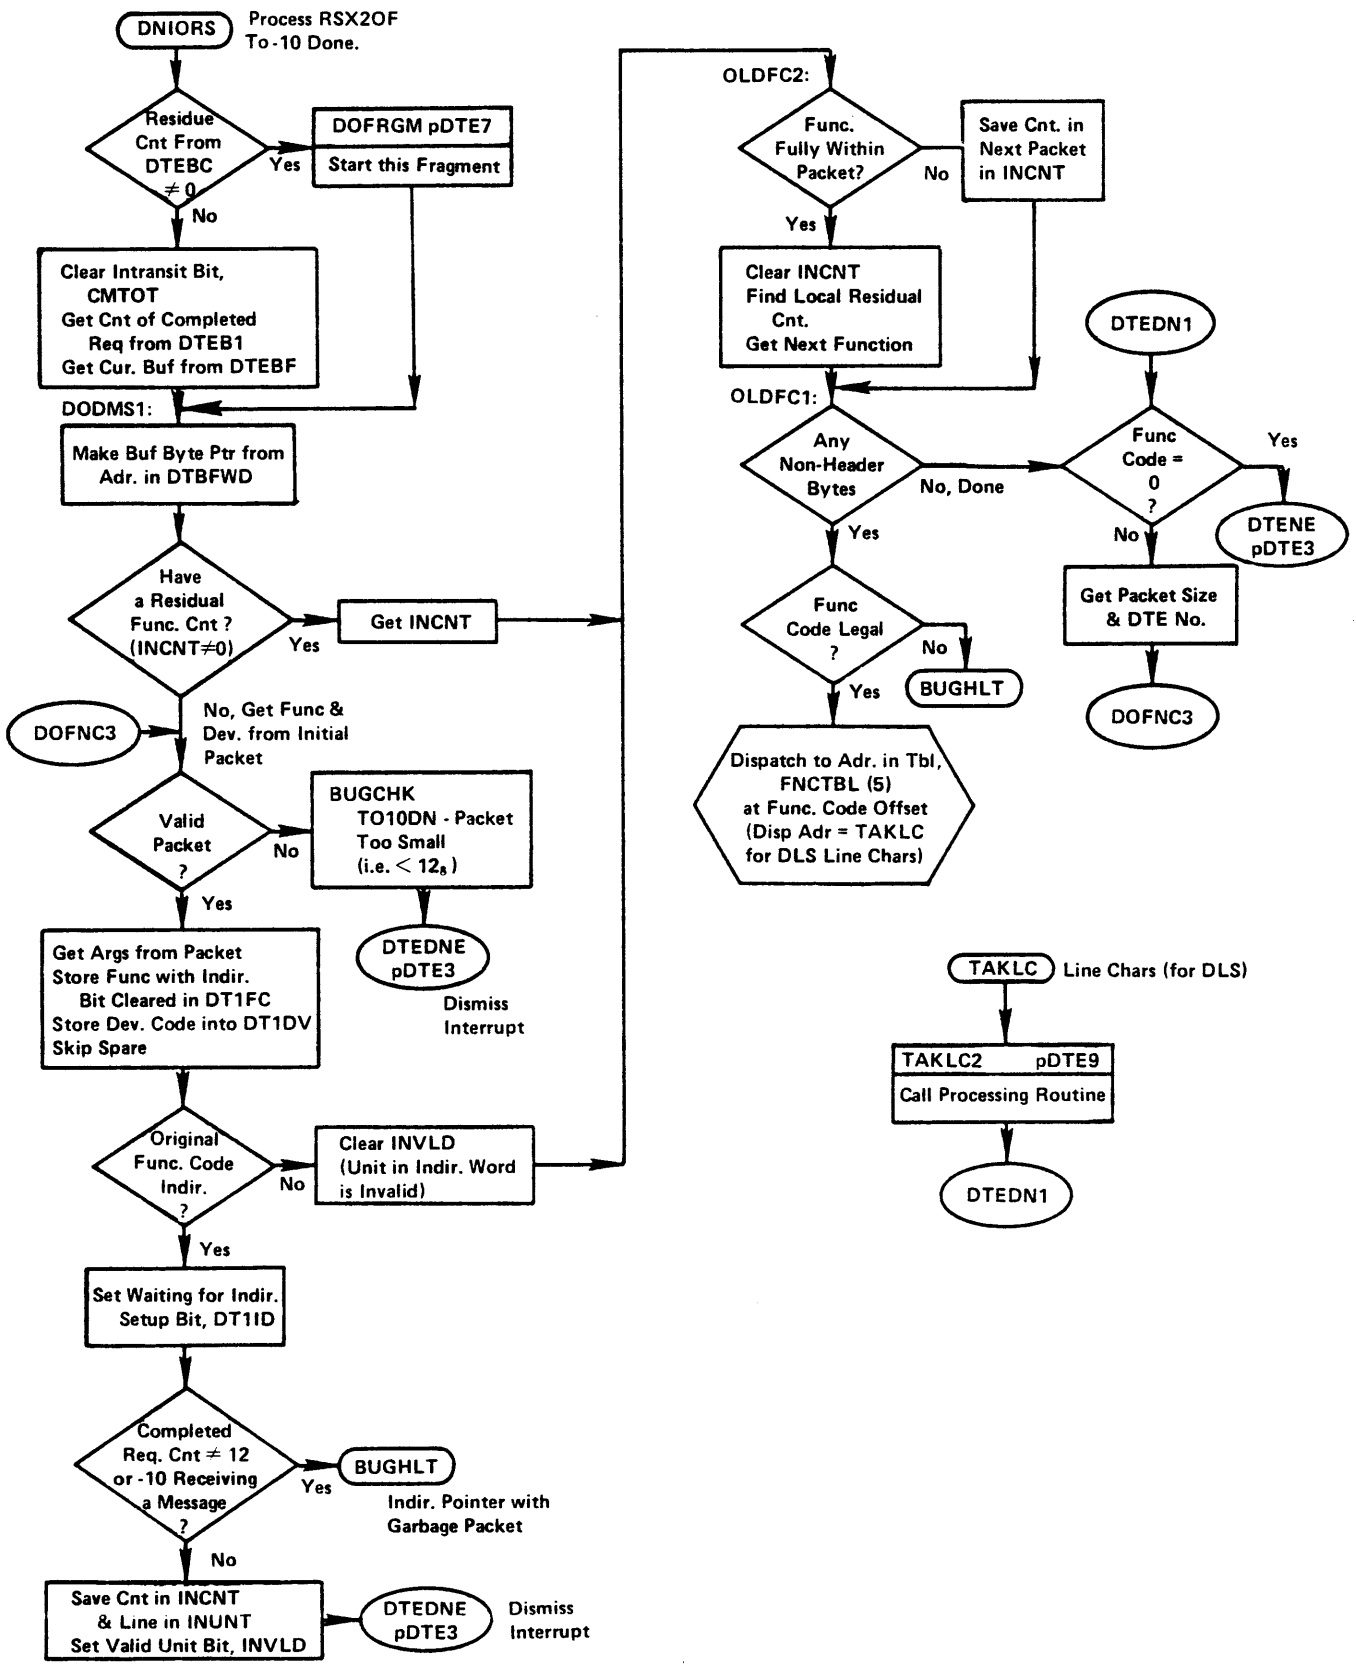 DNIORS
Process RSX20F
To -10 Done.
Residue
Cnt From
DTEBC
≠ 0
Yes
No
DOFRGM pDTE7
Start this Fragment
Clear Intransit Bit,
CMTOT
Get Cnt of Completed
Req from DTEB1
Get Cur. Buf from DTEBF
DODMS1:
Make Buf Byte Ptr from
Adr. in DTBFWD
Have
a Residual
Func. Cnt ?
(INCNT≠0)
Yes
Get INCNT
DOFNC3
No, Get Func &
Dev. from Initial
Packet
Valid
Packet
?
No
Yes
BUGCHK
TO10DN - Packet
Too Small
(i.e. < 12₈ )
DTEDNE
pDTE3
Dismiss
Interrupt
Get Args from Packet
Store Func with Indir.
Bit Cleared in DT1FC
Store Dev. Code into DT1DV
Skip Spare
Original
Func. Code
Indir.
?
No
Yes
Clear INVLD
(Unit in Indir. Word
is Invalid)
Set Waiting for Indir.
Setup Bit, DT1ID
Completed
Req. Cnt ≠ 12
or -10 Receiving
a Message
?
Yes
No
BUGHLT
Indir. Pointer with
Garbage Packet
Save Cnt in INCNT
& Line in INUNT
Set Valid Unit Bit, INVLD
DTEDNE
pDTE3
Dismiss
Interrupt
OLDFC2:
Func.
Fully Within
Packet?
No
Yes
Save Cnt. in
Next Packet
in INCNT
Clear INCNT
Find Local Residual
Cnt.
Get Next Function
OLDFC1:
Any
Non-Header
Bytes
No, Done
Yes
Func
Code Legal
?
No
Yes
BUGHLT
Dispatch to Adr. in Tbl,
FNCTBL (5)
at Func. Code Offset
(Disp Adr = TAKLC
for DLS Line Chars)
DTEDN1
Func
Code =
0
?
Yes
No
DTENE
pDTE3
Get Packet Size
& DTE No.
DOFNC3
TAKLC
Line Chars (for DLS)
TAKLC2 pDTE9
Call Processing Routine
DTEDN1